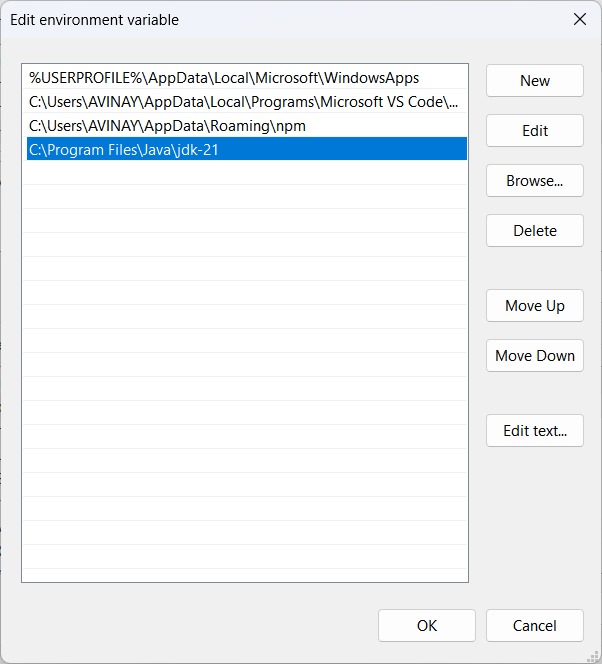 Edit environment variable
%USERPROFILE%\AppData\Local\Microsoft\WindowsApps
C:\Users\AVINAY\AppData\Local\Programs\Microsoft VS Code\...
C:\Users\AVINAY\AppData\Roaming\npm
C:\Program Files\Java\jdk-21
New
Edit
Browse...
Delete
Move Up
Move Down
Edit text...
OK
Cancel